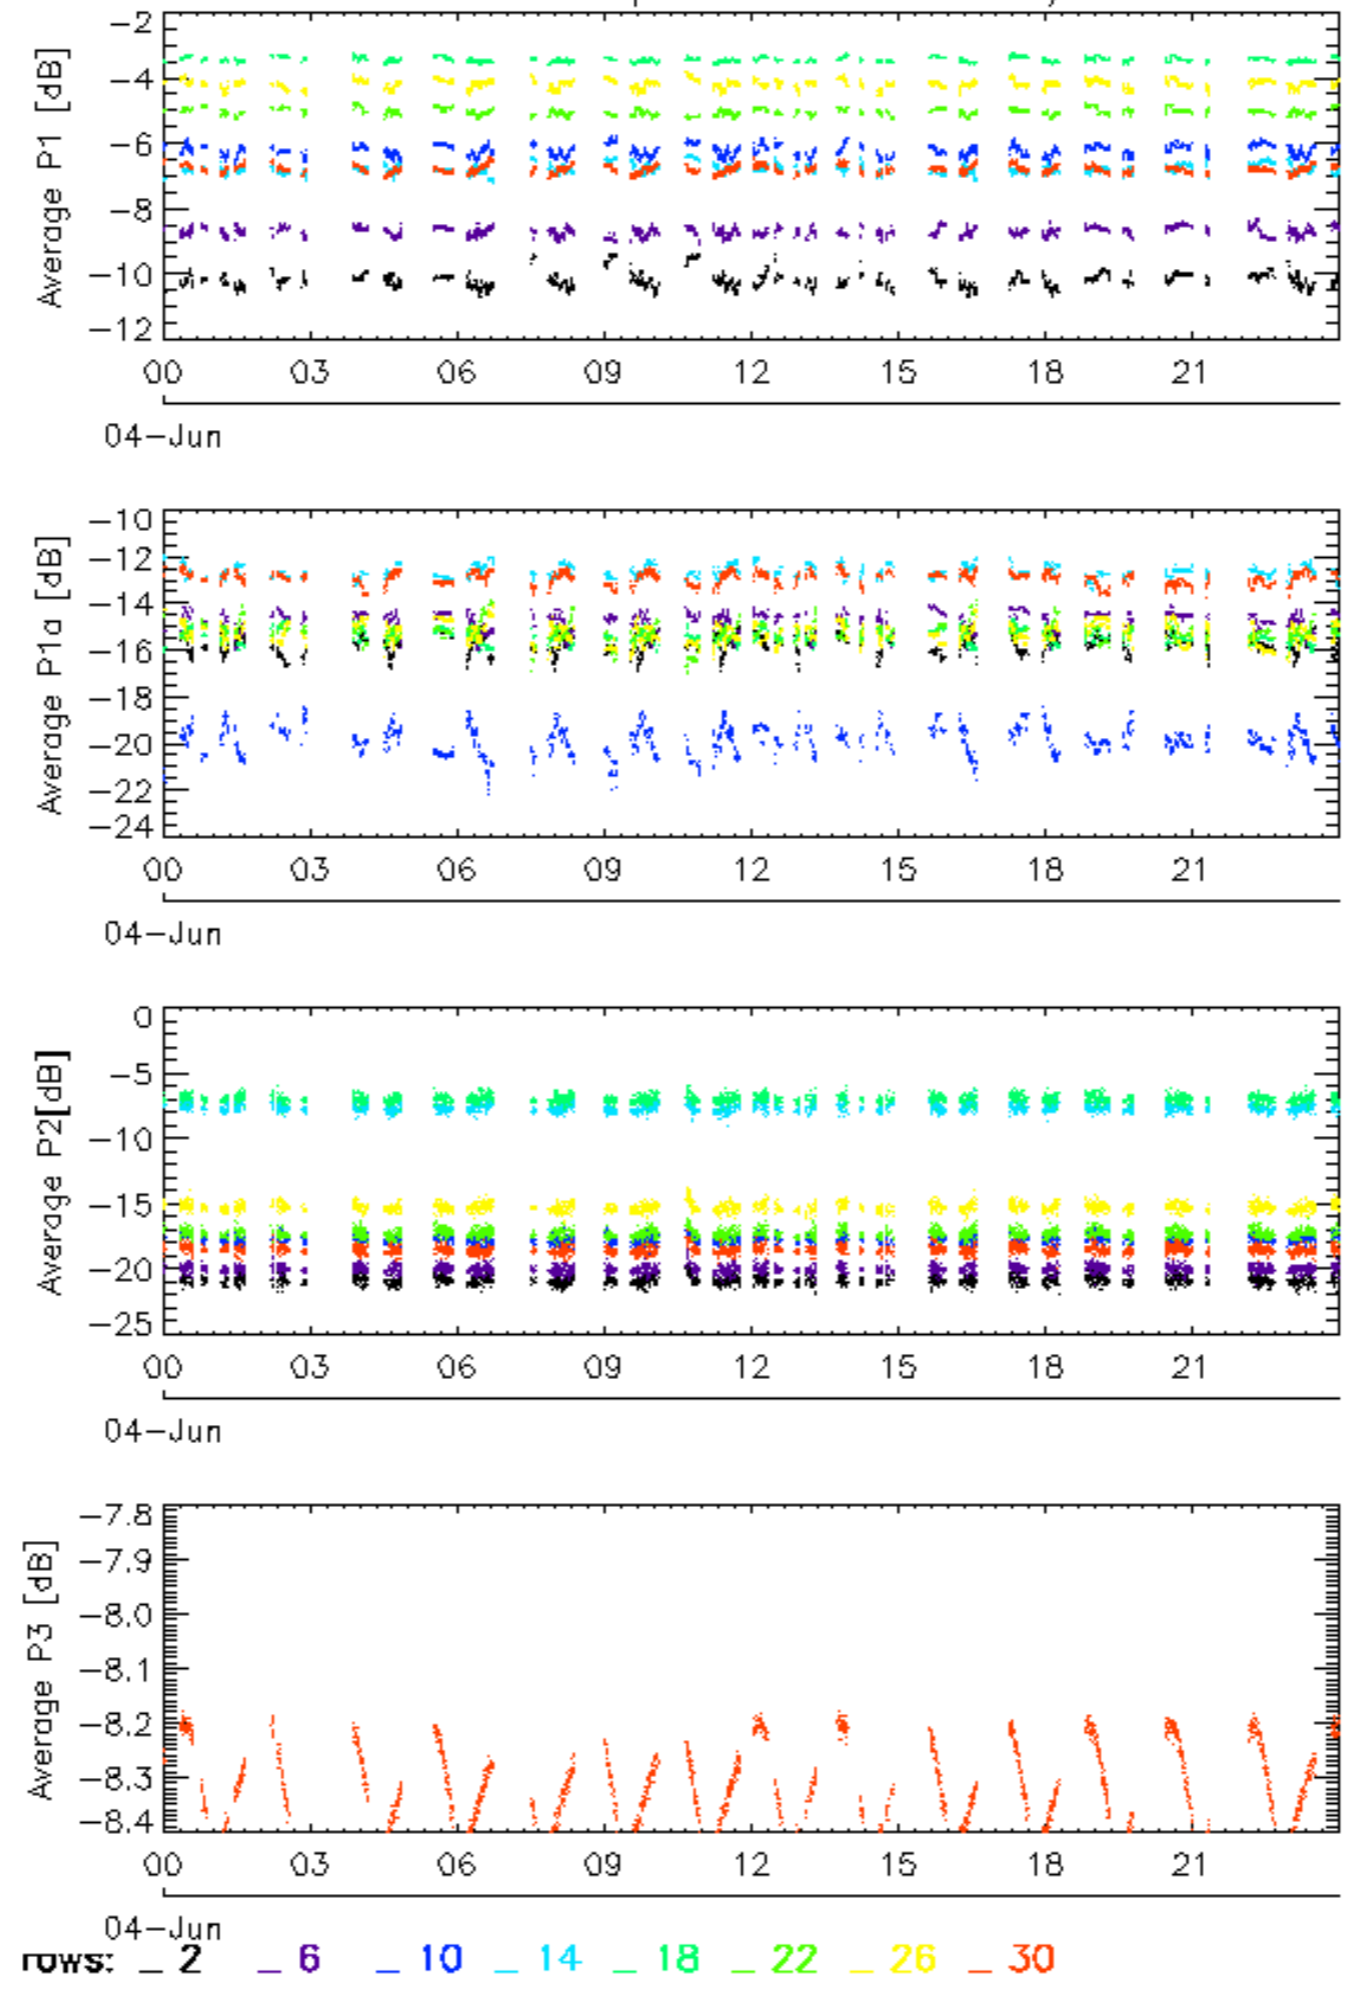 Average P1 [dB]
-2
-4
-6
-8
-10
-12
00 03 06 09 12 15 18 21
04-Jun
Average P1a [dB]
-10
-12
-14
-16
-18
-20
-22
-24
00 03 06 09 12 15 18 21
04-Jun
Average P2[dB]
0
-5
-10
-15
-20
-25
00 03 06 09 12 15 18 21
04-Jun
Average P3 [dB]
-7.8
-7.9
-8.0
-8.1
-8.2
-8.3
-8.4
00 03 06 09 12 15 18 21
04-Jun
rows: _ 2 _ 6 _ 10 _ 14 _ 18 _ 22 _ 26 _ 30